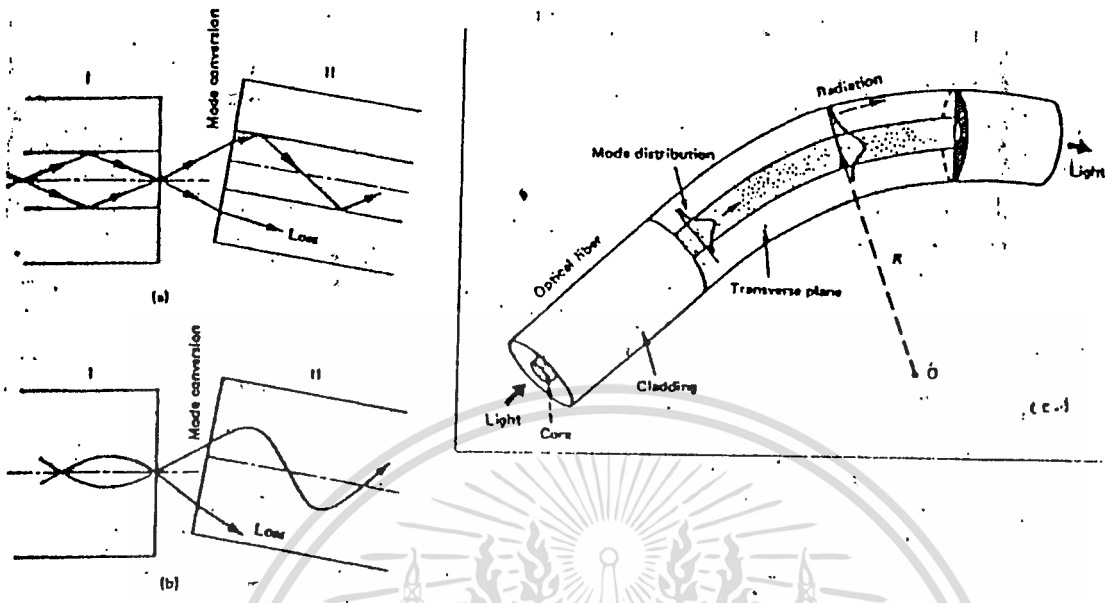 Mode conversion
I
II
Loss
(a)
Mode conversion
I
II
Loss
(b)
Radiation
Mode distribution
Light
Optical fiber
R
Transverse plane
O
Cladding
Light
Core